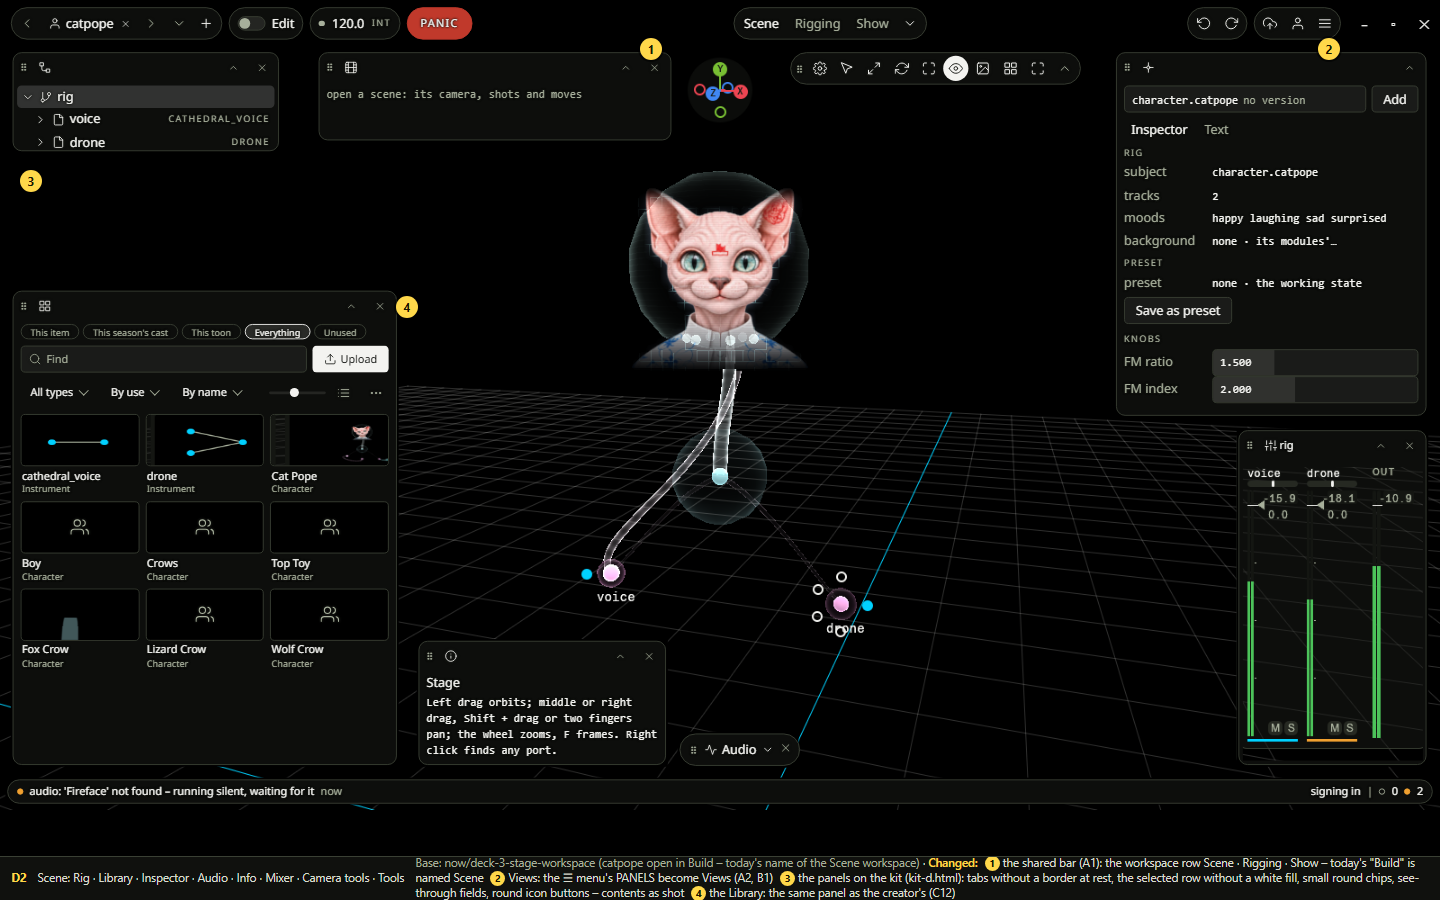 catpope
Edit
120.0 INT
PANIC
Scene Rigging Show
1
2
rig
voice CATHEDRAL_VOICE
drone DRONE
3
open a scene: its camera, shots and moves
Y
Z
X
character.catpope no version
Add
Inspector Text
RIG
subject character.catpope
tracks 2
moods happy laughing sad surprised
background none · its modules'…
PRESET
preset none · the working state
Save as preset
KNOBS
FM ratio 1.500
FM index 2.000
4
This item This season's cast This toon Everything Unused
Find
Upload
All types By use By name
cathedral_voice drone Cat Pope
Instrument Instrument Character
Boy Crows Top Toy
Character Character Character
Fox Crow Lizard Crow Wolf Crow
Character Character Character
voice
drone
Stage
Left drag orbits; middle or right
drag, Shift + drag or two fingers
pan; the wheel zooms, F frames. Right
click finds any port.
Audio
rig
voice drone OUT
-15.9 -18.1 -10.9
0.0 0.0
M S M S
audio: 'Fireface' not found – running silent, waiting for it now
signing in | 0 2
D2 Scene: Rig · Library · Inspector · Audio · Info · Mixer · Camera tools · Tools
Base: now/deck-3-stage-workspace (catpope open in Build – today's name of the Scene workspace) · Changed: 1 the shared bar (A1): the workspace row Scene · Rigging · Show – today's "Build" is
named Scene 2 Views: the ☰ menu's PANELS become Views (A2, B1) 3 the panels on the kit (kit-d.html): tabs without a border at rest, the selected row without a white fill, small round chips, see-
through fields, round icon buttons – contents as shot 4 the Library: the same panel as the creator's (C12)